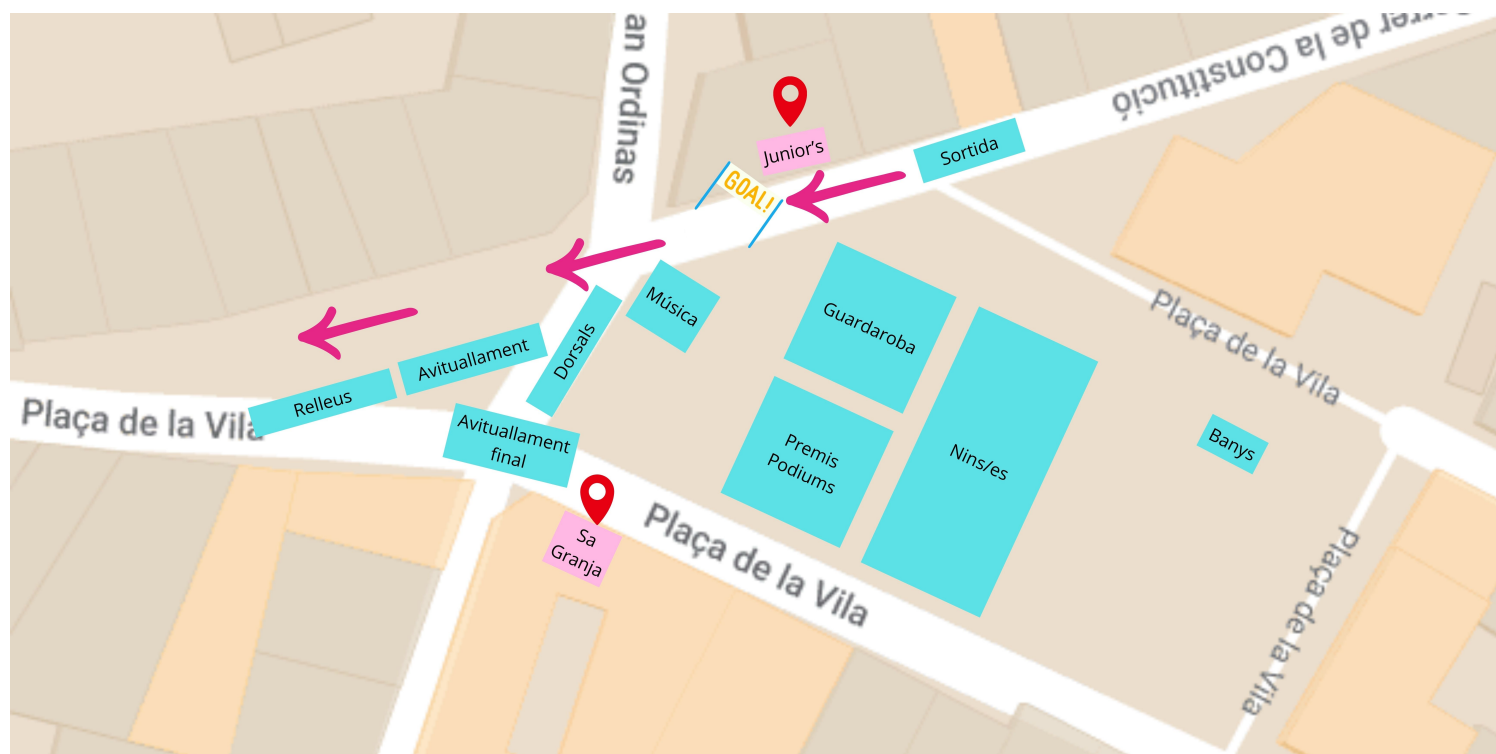 an Ordinas
rrer de la Constitució
Junior's
Sortida
GOAL!
Música
Guardaroba
Dorsals
Avituallament
Relleus
Plaça de la Vila
Plaça de la Vila
Avituallament
final
Premis
Podiums
Nins/es
Banys
Sa
Granja
Plaça de la Vila
Plaça de la Vila